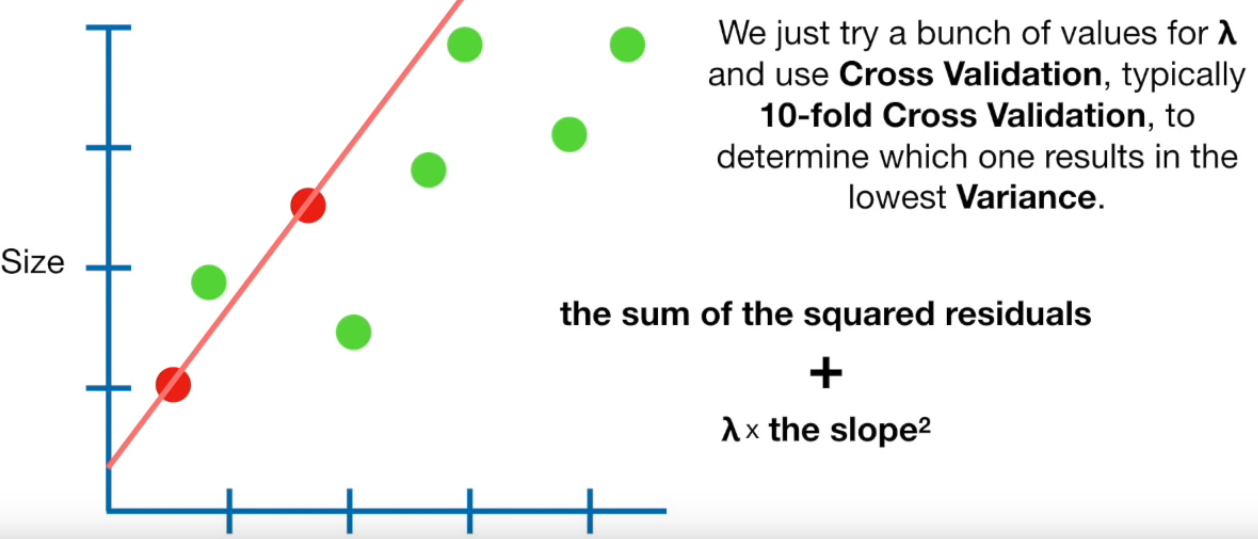 We just try a bunch of values for λ
and use Cross Validation, typically
10-fold Cross Validation, to
determine which one results in the
lowest Variance.
Size
the sum of the squared residuals
+
λ x the slope²